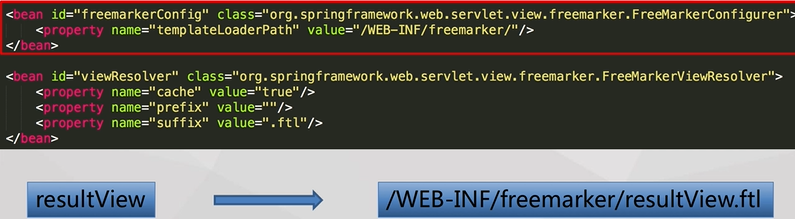 <bean id="freemarkerConfig" class="org.springframework.web.servlet.view.freemarker.FreeMarkerConfigurer">
    <property name="templateLoaderPath" value="/WEB-INF/freemarker/"/>
</bean>
<bean id="viewResolver" class="org.springframework.web.servlet.view.freemarker.FreeMarkerViewResolver">
    <property name="cache" value="true"/>
    <property name="prefix" value=""/>
    <property name="suffix" value=".ftl"/>
</bean>
resultView
/WEB-INF/freemarker/resultView.ftl